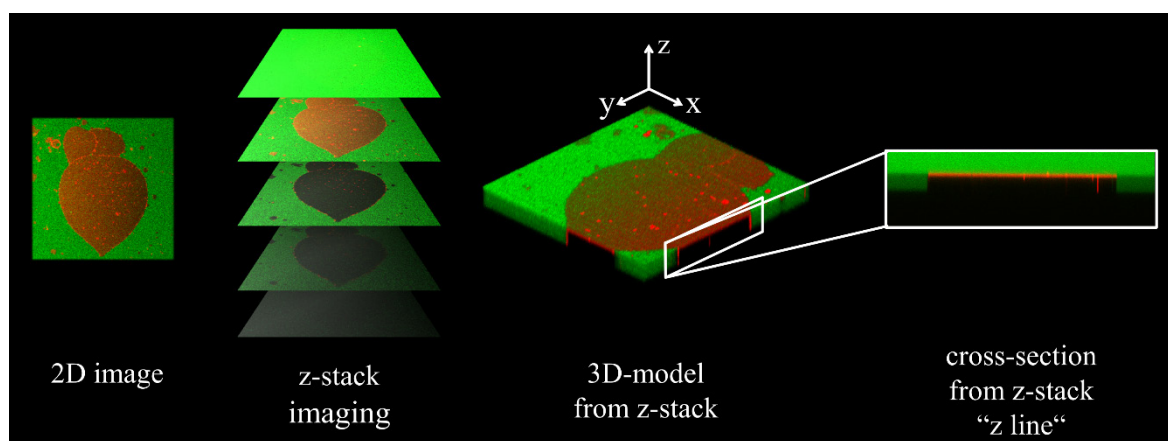 z
y
x
2D image
z-stack
imaging
3D-model
from z-stack
cross-section
from z-stack
“z line“